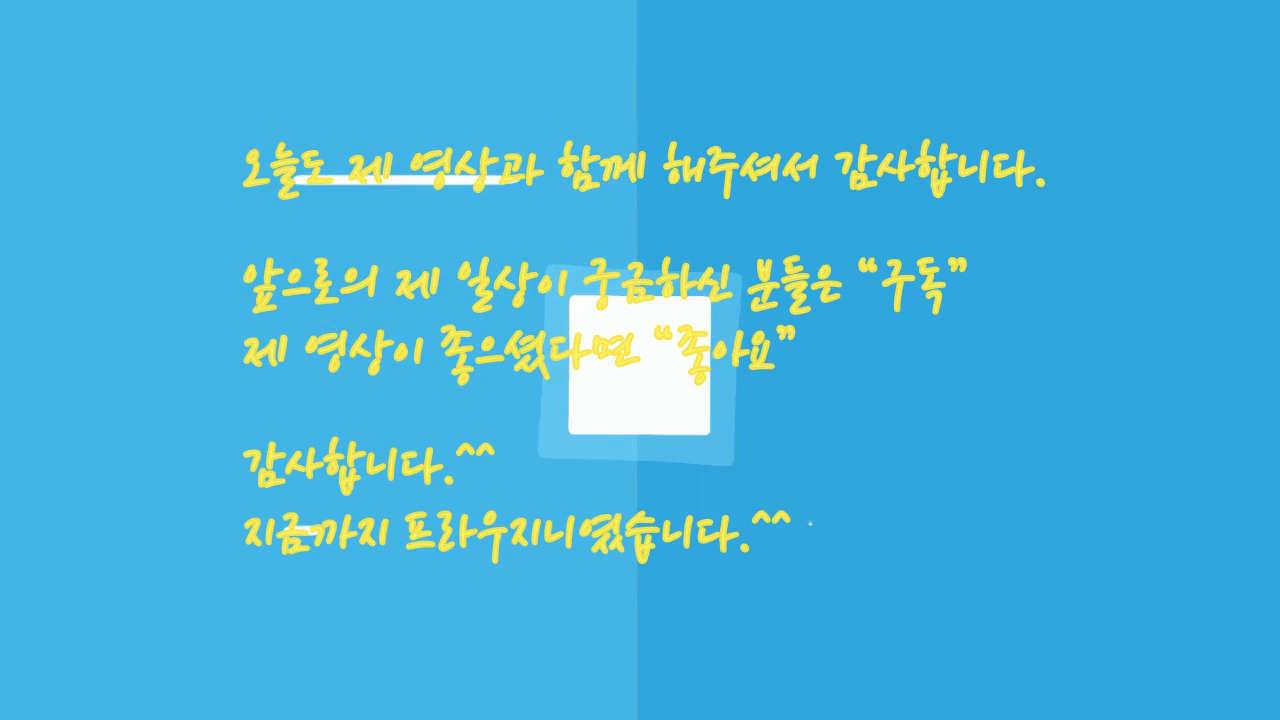 오늘도 제 영상과 함께 해주셔서 감사합니다.
앞으로의 제 일상이 궁금하신 분들은 “구독”
제 영상이 좋으셨다면 “좋아요”
감사합니다.^^
지금까지 프라우지니였습니다.^^